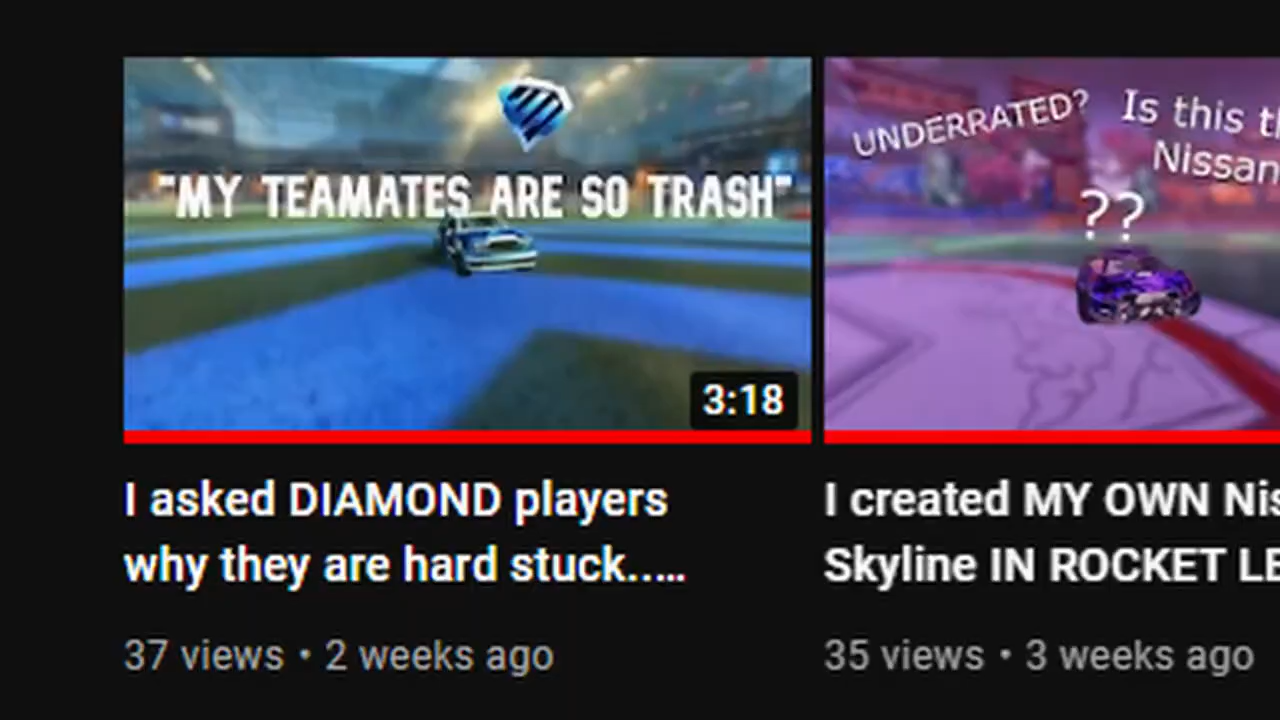 "MY TEAMATES ARE SO TRASH"
3:18
I asked DIAMOND players
why they are hard stuck.....
37 views • 2 weeks ago
UNDERRATED?
Is this
Nissan
??
I created MY OWN
Skyline IN ROCKET
35 views • 3 weeks ago